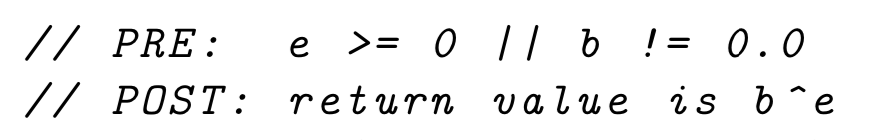 // PRE:  e >= 0 || b != 0.0
// POST: return value is b^e